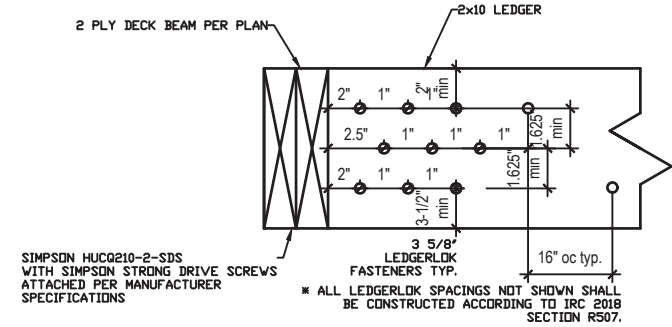 2 PLY DECK BEAM PER PLAN
2x10 LEDGER
2" 1" 1" 2" min
2.5" 1" 1" 1" 1.625 min
2" 1" 1.625" min
3-1/2" min
SIMPSON HUCQ210-2-SDS
WITH SIMPSON STRONG DRIVE SCREWS
ATTACHED PER MANUFACTURER
SPECIFICATIONS
3 5/8"
LEDGERLOK
FASTENERS TYP.
16" oc typ.
* ALL LEDGERLOK SPACINGS NOT SHOWN SHALL
BE CONSTRUCTED ACCORDING TO IRC 2018
SECTION R507.